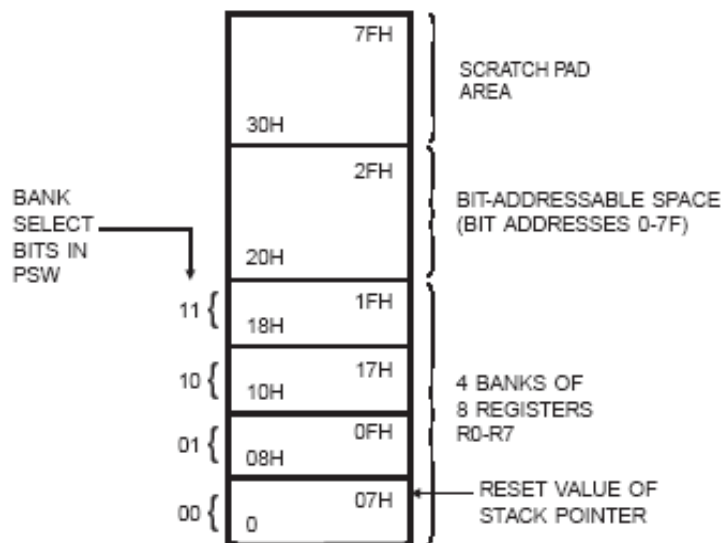 7FH
SCRATCH PAD
AREA
30H
2FH
BANK
SELECT
BITS IN
PSW
BIT-ADDRESSABLE SPACE
(BIT ADDRESSES 0-7F)
20H
11 {
1FH
18H
10 {
17H
10H
4 BANKS OF
8 REGISTERS
R0-R7
01 {
0FH
08H
00 {
07H
0
RESET VALUE OF
STACK POINTER